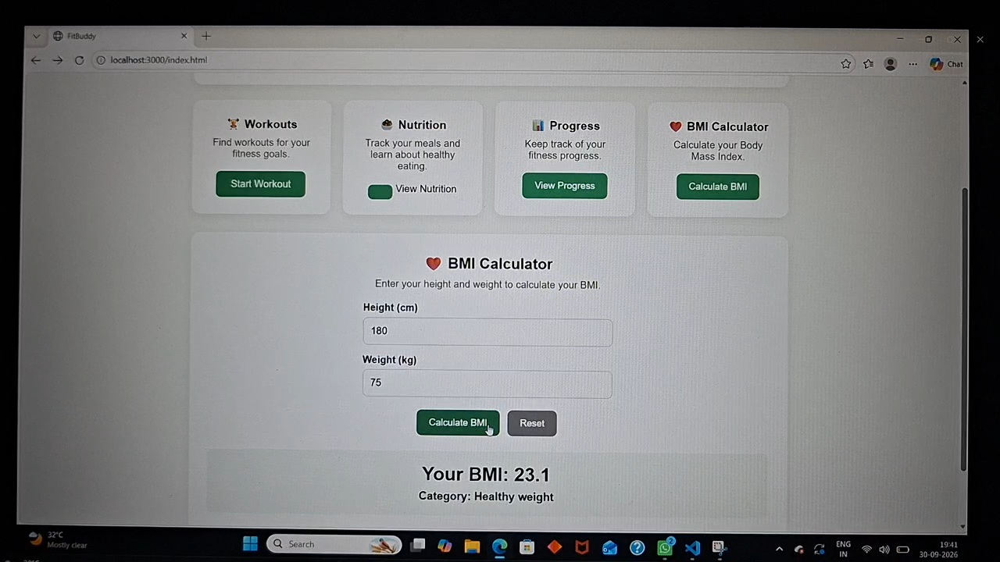 FitBuddy
localhost:3000/index.html
Chat
Workouts
Find workouts for your
fitness goals.
Start Workout
Nutrition
Track your meals and
learn about healthy
eating.
View Nutrition
Progress
Keep track of your
fitness progress.
View Progress
BMI Calculator
Calculate your Body
Mass Index.
Calculate BMI
BMI Calculator
Enter your height and weight to calculate your BMI.
Height (cm)
180
Weight (kg)
75
Calculate BMI
Reset
Your BMI: 23.1
Category: Healthy weight
32°C
Mostly clear
Search
2
ENG
IN
19:41
30-09-2026